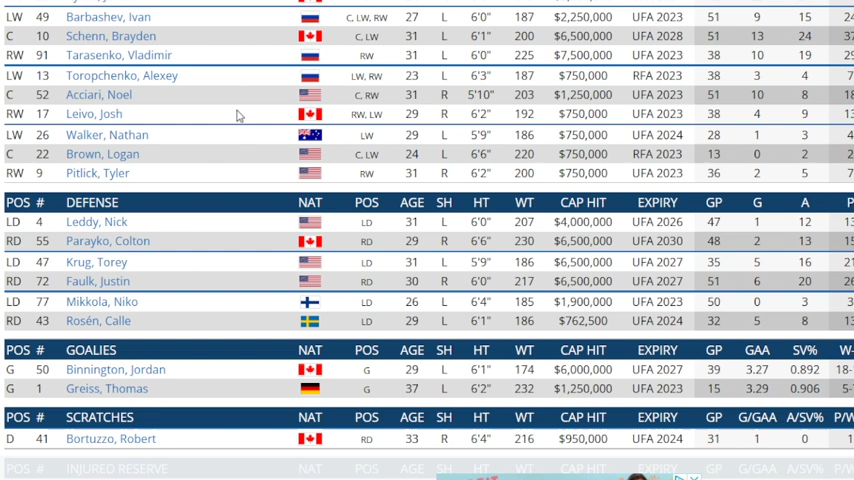 LW 49 Barbashev, Ivan C, LW, RW 27 L 6'0" 187 $2,250,000 UFA 2023 51 9 15 24
C 10 Schenn, Brayden C, LW 31 L 6'1" 200 $6,500,000 UFA 2028 51 13 24 37
RW 91 Tarasenko, Vladimir RW 31 L 6'0" 225 $7,500,000 UFA 2023 38 10 19 29
LW 13 Toropchenko, Alexey LW, RW 23 L 6'3" 187 $750,000 RFA 2023 38 3 4 7
C 52 Acciari, Noel C, RW 31 R 5'10" 203 $1,250,000 UFA 2023 51 10 8 18
RW 17 Leivo, Josh RW, LW 29 R 6'2" 192 $750,000 UFA 2023 38 4 9 13
LW 26 Walker, Nathan LW 29 L 5'9" 186 $750,000 UFA 2024 28 1 3 4
C 22 Brown, Logan C, LW 24 L 6'6" 220 $750,000 RFA 2023 13 0 2 2
RW 9 Pitlick, Tyler RW 31 R 6'2" 200 $750,000 UFA 2023 36 2 5 7
POS # DEFENSE NAT POS AGE SH HT WT CAP HIT EXPIRY GP G A P
LD 4 Leddy, Nick LD 31 L 6'0" 207 $4,000,000 UFA 2026 47 1 12 13
RD 55 Parayko, Colton RD 29 R 6'6" 230 $6,500,000 UFA 2030 48 2 13 15
LD 47 Krug, Torey LD 31 L 5'9" 186 $6,500,000 UFA 2027 35 5 16 21
RD 72 Faulk, Justin RD 30 R 6'0" 217 $6,500,000 UFA 2027 51 6 20 26
LD 77 Mikkola, Niko LD 26 L 6'4" 185 $1,900,000 UFA 2023 50 0 3 3
RD 43 Rosén, Calle LD 29 L 6'1" 186 $762,500 UFA 2024 32 5 8 13
POS # GOALIES NAT POS AGE SH HT WT CAP HIT EXPIRY GP GAA SV% W-
G 50 Binnington, Jordan G 29 L 6'1" 174 $6,000,000 UFA 2027 39 3.27 0.892 18-
G 1 Greiss, Thomas G 37 L 6'2" 232 $1,250,000 UFA 2023 15 3.29 0.906 5-
POS # SCRATCHES NAT POS AGE SH HT WT CAP HIT EXPIRY GP G/GAA A/SV% P/W
D 41 Bortuzzo, Robert RD 33 R 6'4" 216 $950,000 UFA 2024 31 1 0 1
POS # INJURED RESERVE NAT POS AGE SH HT WT CAP HIT EXPIRY GP G/GAA A/SV% P/W